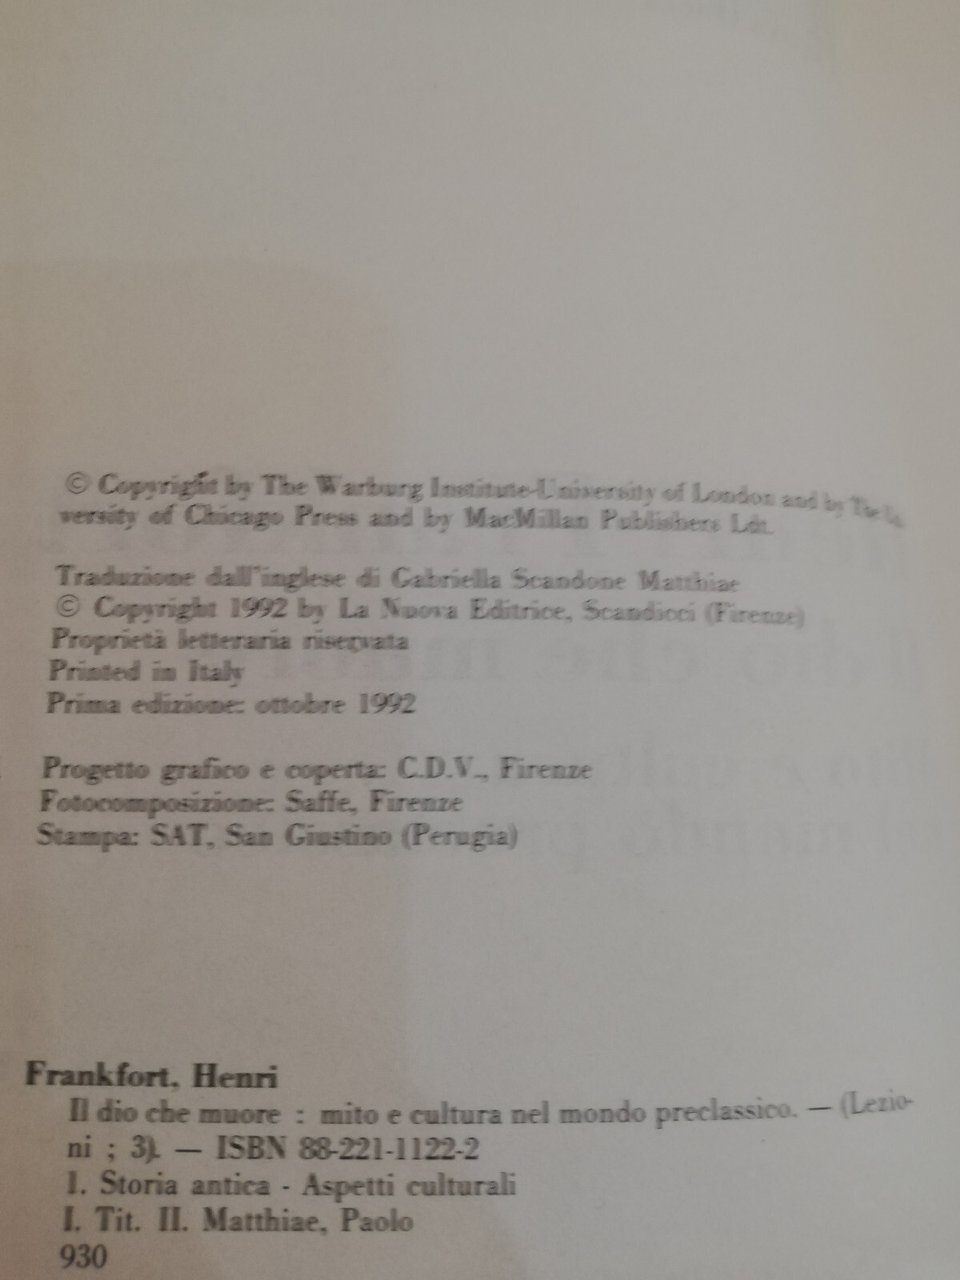 © Copyright by The Warburg Institute-University of London and by The Uni-
versity of Chicago Press and by MacMillan Publishers Ldt.
Traduzione dall'inglese di Gabriella Scandone Matthiae
© Copyright 1992 by La Nuova Editrice, Scandicci (Firenze)
Proprietà letteraria riservata
Printed in Italy
Prima edizione: ottobre 1992
Progetto grafico e coperta: C.D.V., Firenze
Fotocomposizione: Saffe, Firenze
Stampa: SAT, San Giustino (Perugia)
Frankfort, Henri
Il dio che muore : mito e cultura nel mondo preclassico. — (Lezio-
ni ; 3). — ISBN 88-221-1122-2
1. Storia antica - Aspetti culturali
I. Tit. II. Matthiae, Paolo
930